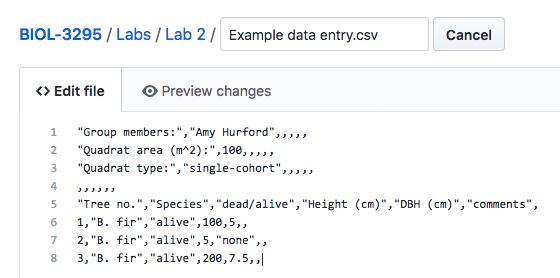 BIOL-3295 / Labs / Lab 2 / Example data entry.csv Cancel
Edit file Preview changes
1 "Group members:","Amy Hurford",,,,,
2 "Quadrat area (m^2):",100,,,,,
3 "Quadrat type:","single-cohort",,,,,
4 ,,,,,,
5 "Tree no.","Species","dead/alive","Height (cm)","DBH (cm)","comments",
6 1,"B. fir","alive",100,5,,
7 2,"B. fir","alive",5,"none",,
8 3,"B. fir","alive",200,7.5,,